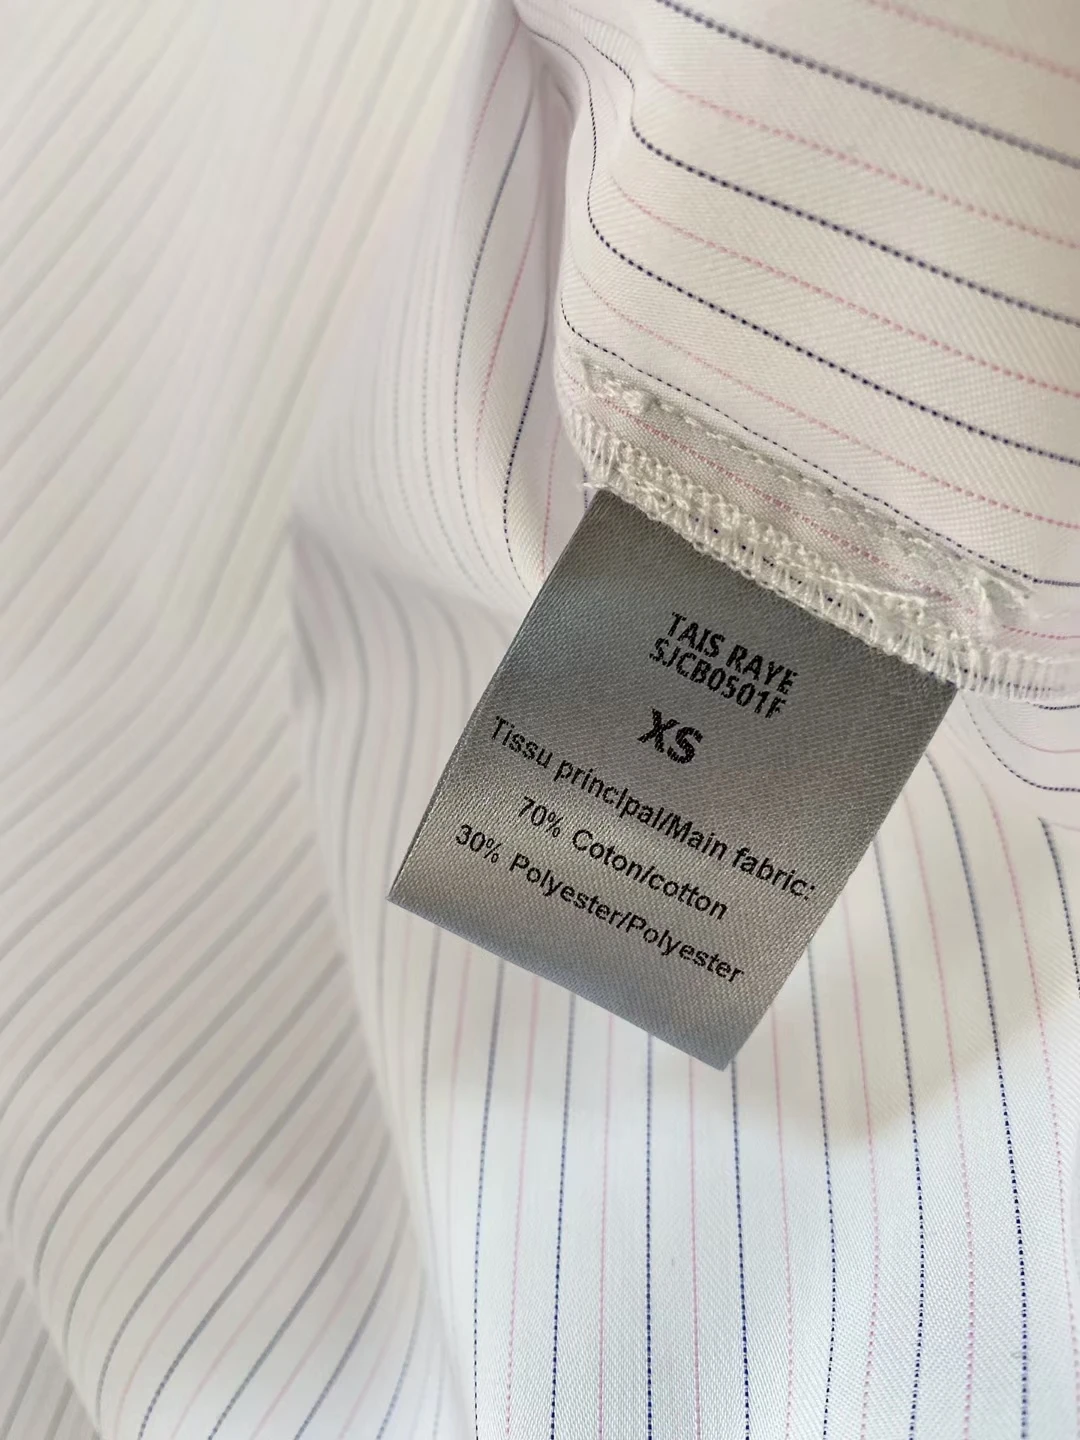 TAIS RAYE
SJCB0501F
XS
Tissu principal/Main fabric:
70% Coton/cotton
30% Polyester/Polyester